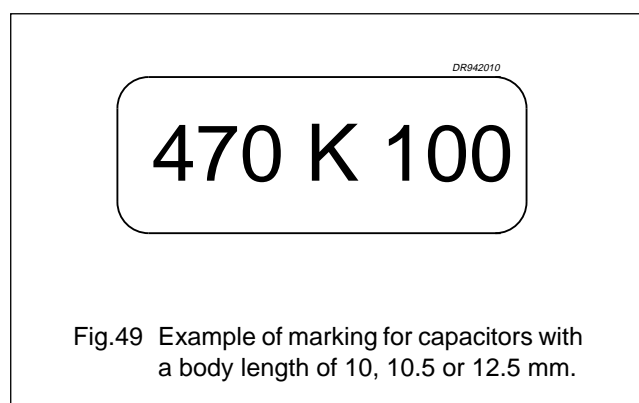 DR942010
470 K 100
Fig.49 Example of marking for capacitors with
a body length of 10, 10.5 or 12.5 mm.